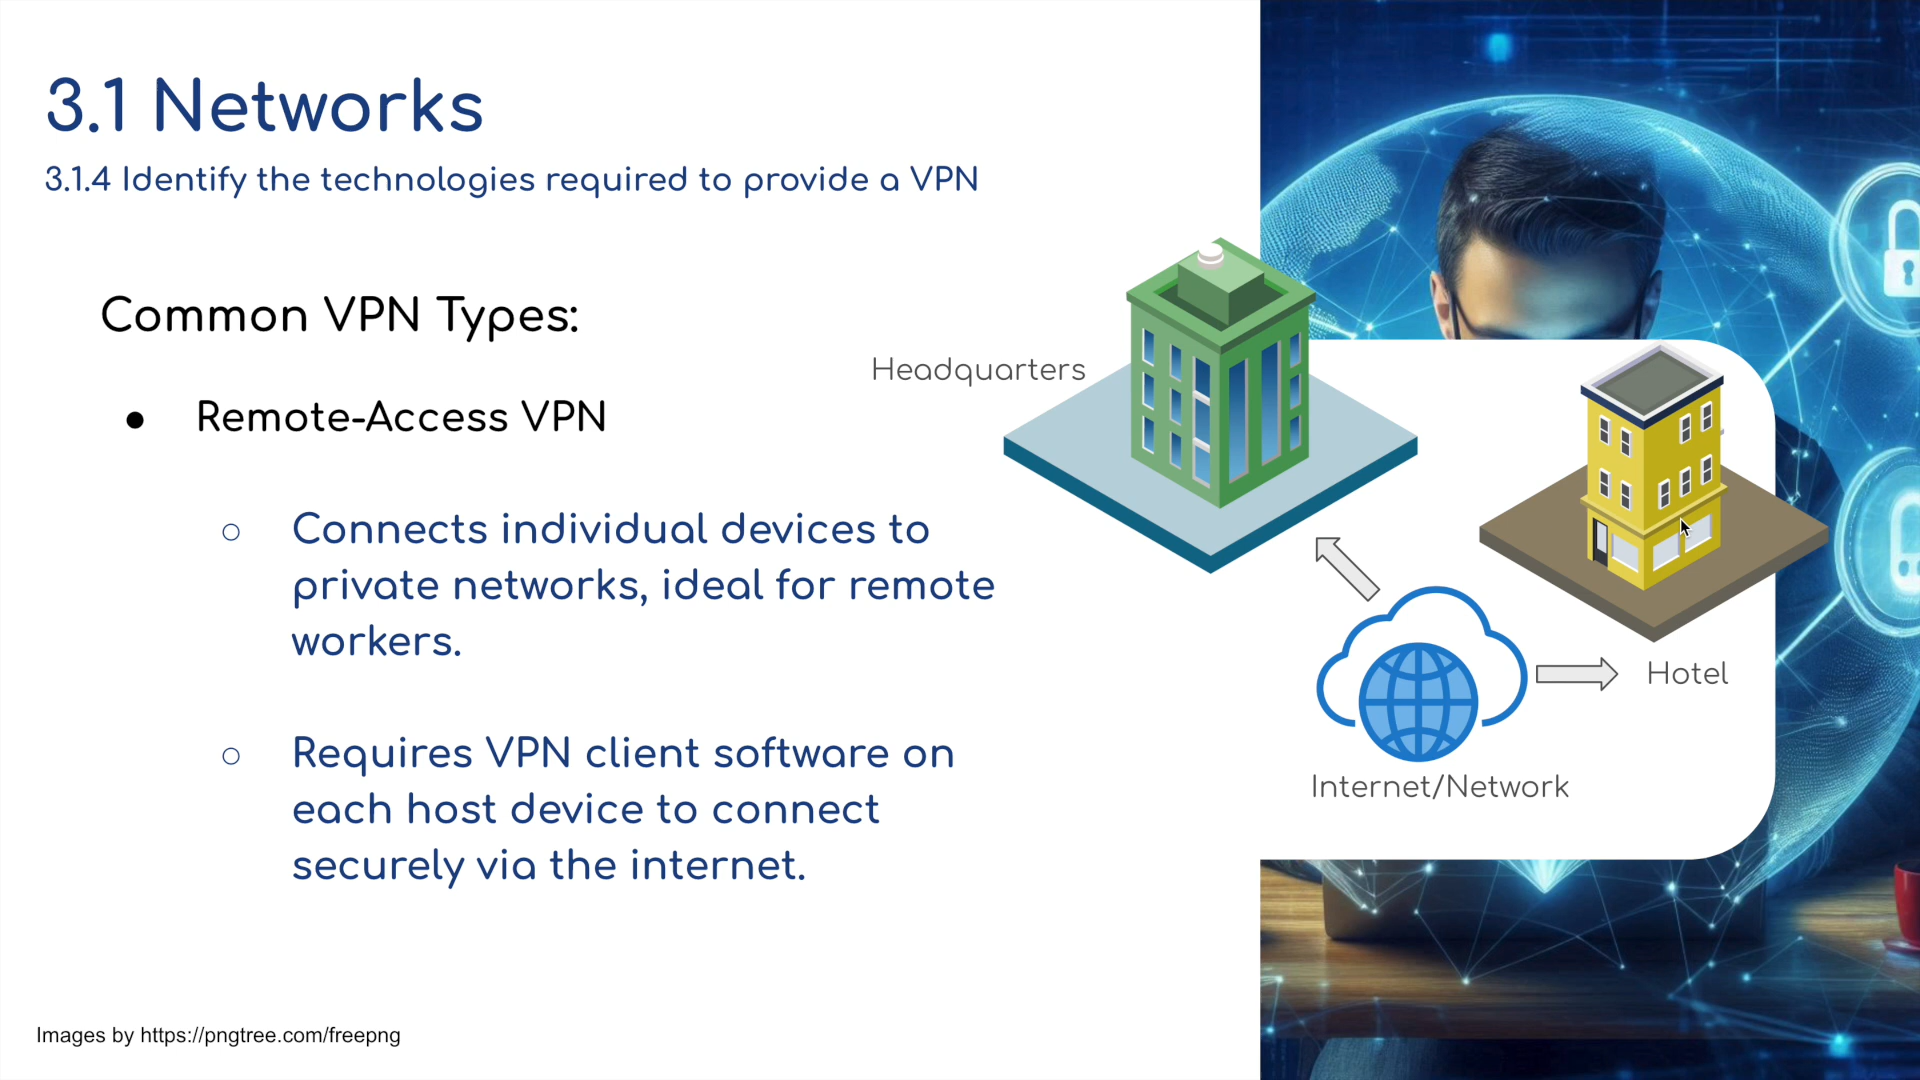 3.1 Networks
3.1.4 Identify the technologies required to provide a VPN
Common VPN Types:
● Remote-Access VPN
○ Connects individual devices to
private networks, ideal for remote
workers.
○ Requires VPN client software on
each host device to connect
securely via the internet.
Headquarters
Hotel
Internet/Network
Images by https://pngtree.com/freepng